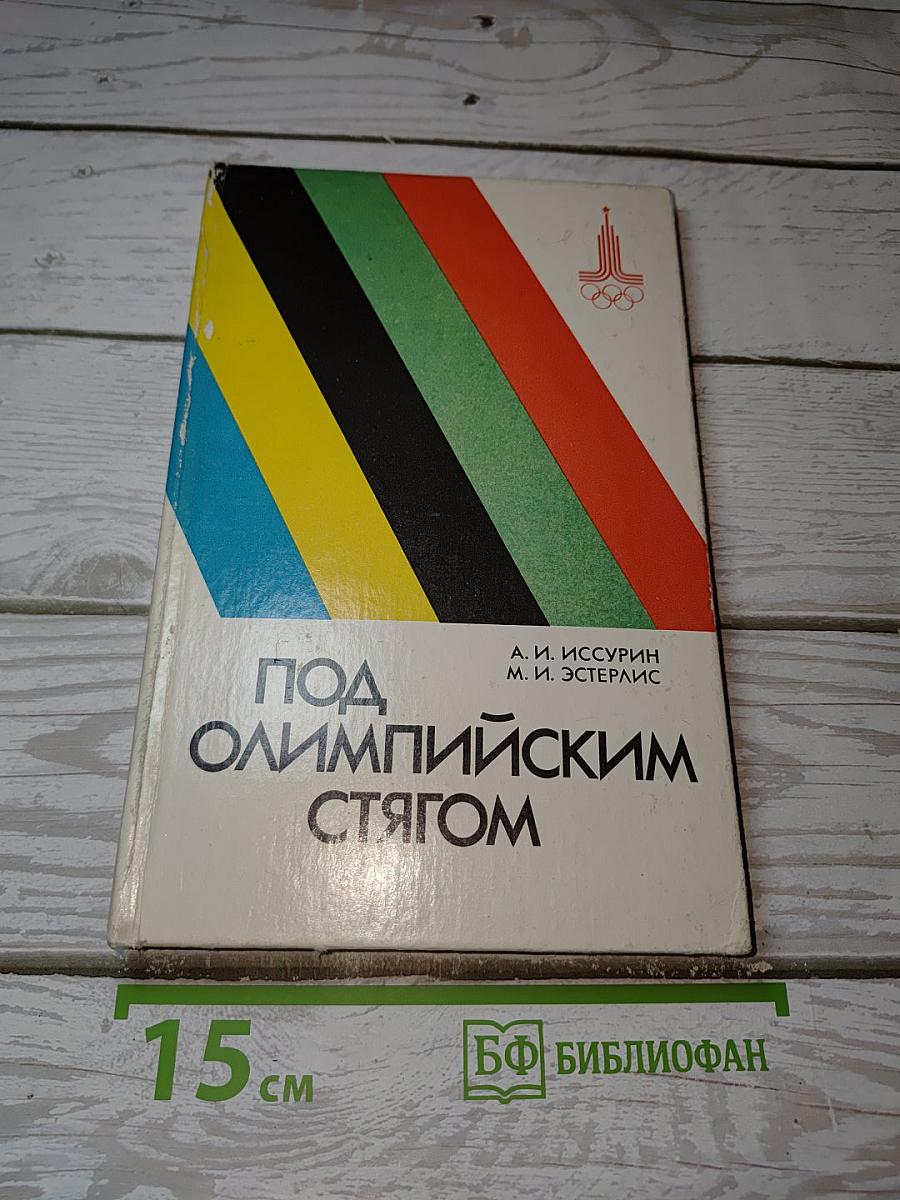 А. И. ИССУРИН
М. И. ЭСТЕРЛИС
ПОД
ОЛИМПИЙСКИМ
СТЯГОМ
15 см
БФ БИБЛИОФАН